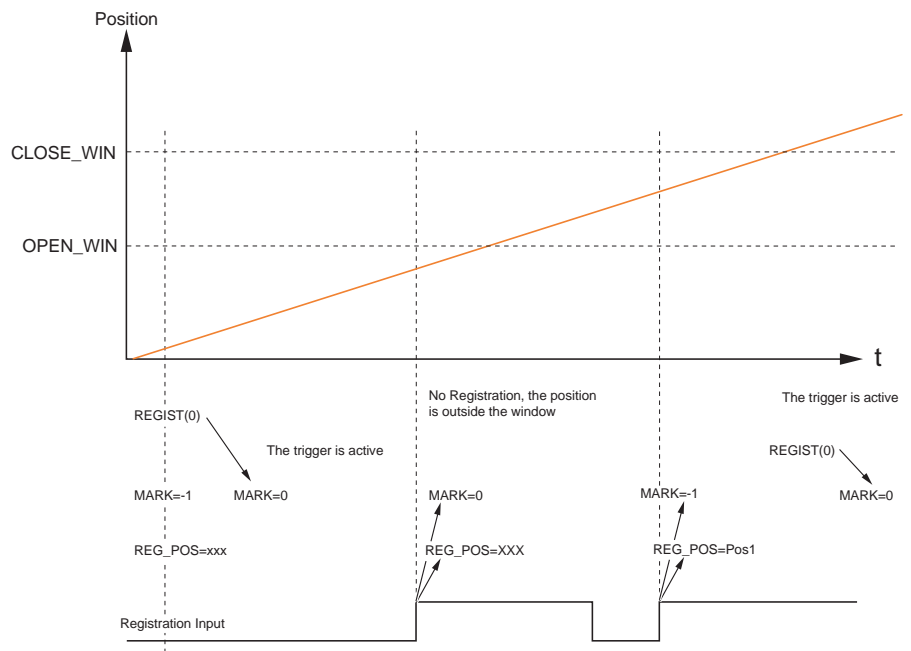 Position
CLOSE_WIN
OPEN_WIN
t
No Registration, the position
is outside the window
The trigger is active
REGIST(0)
The trigger is active
REGIST(0)
MARK=-1
MARK=0
MARK=0
MARK=-1
MARK=0
REG_POS=xxx
REG_POS=XXX
REG_POS=Pos1
Registration Input